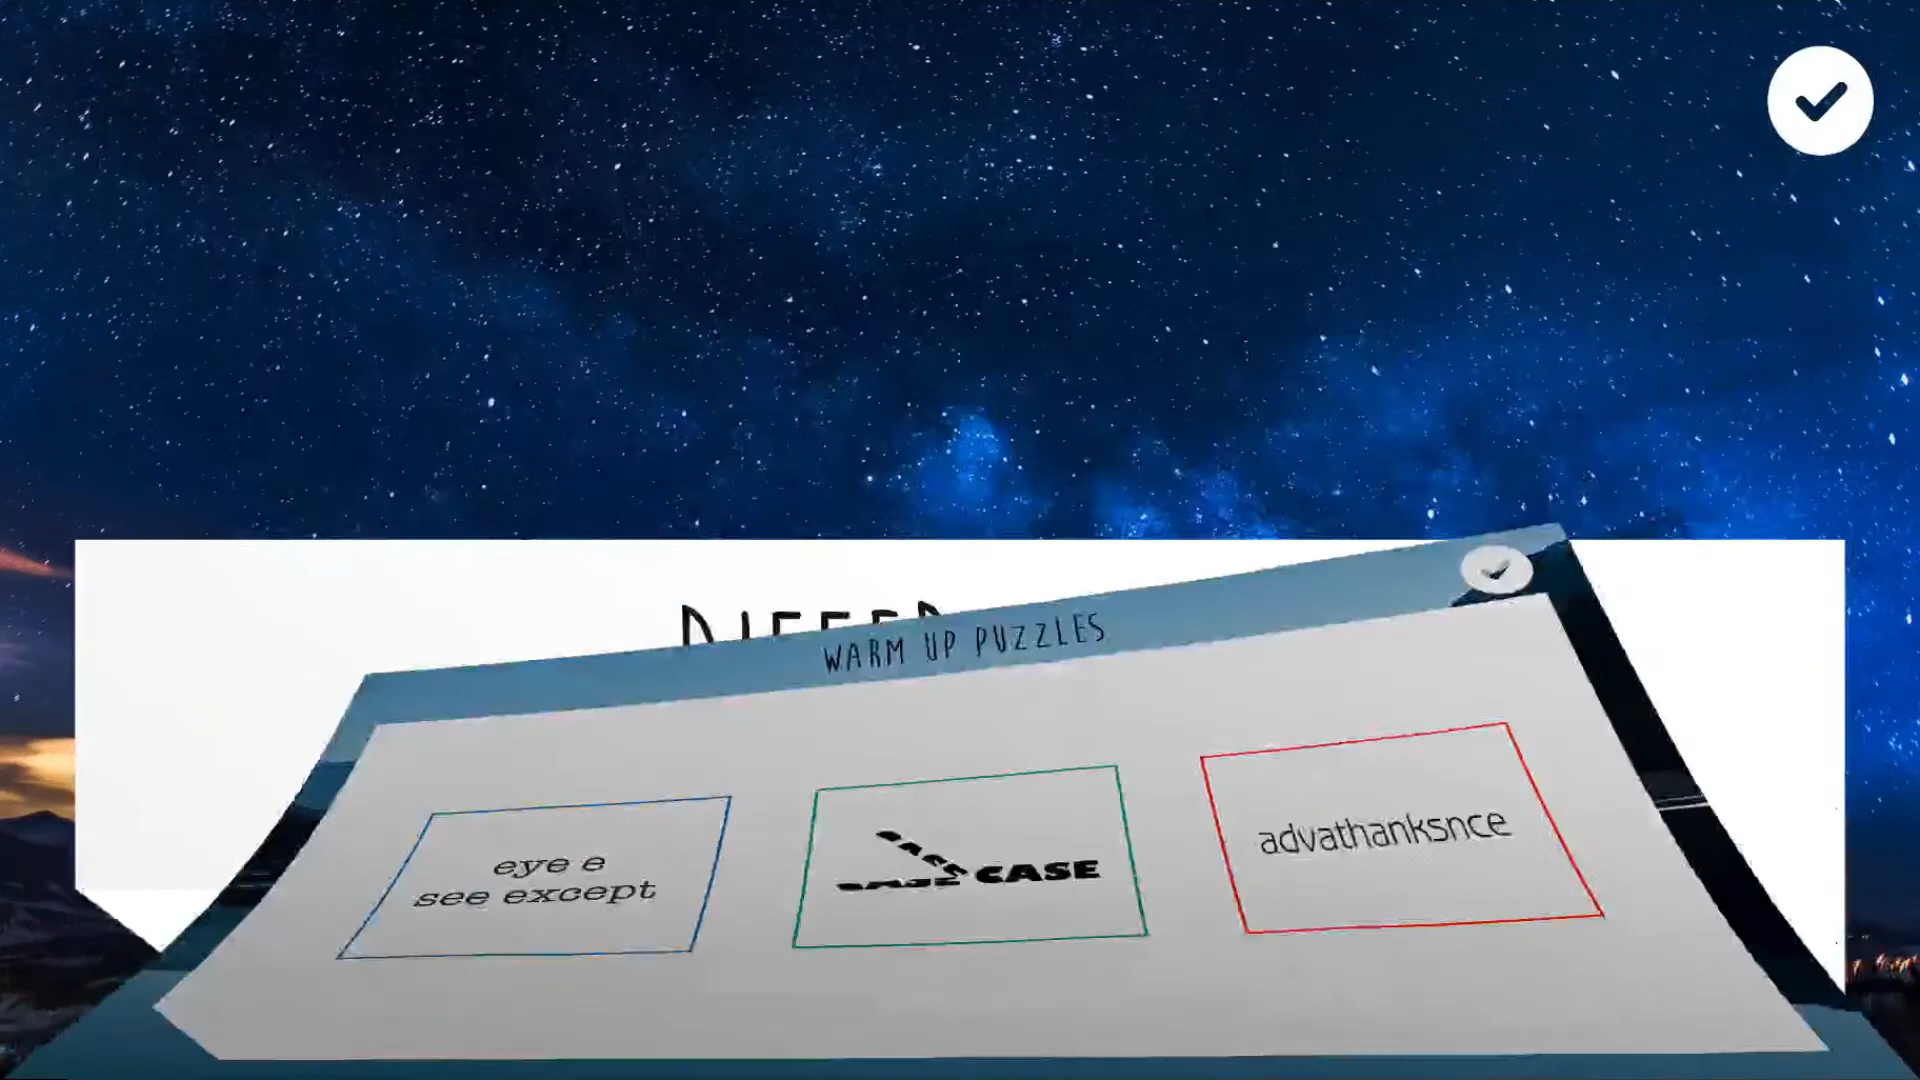 WARM UP PUZZLES
eye e
see except
CASE
advathanksnce